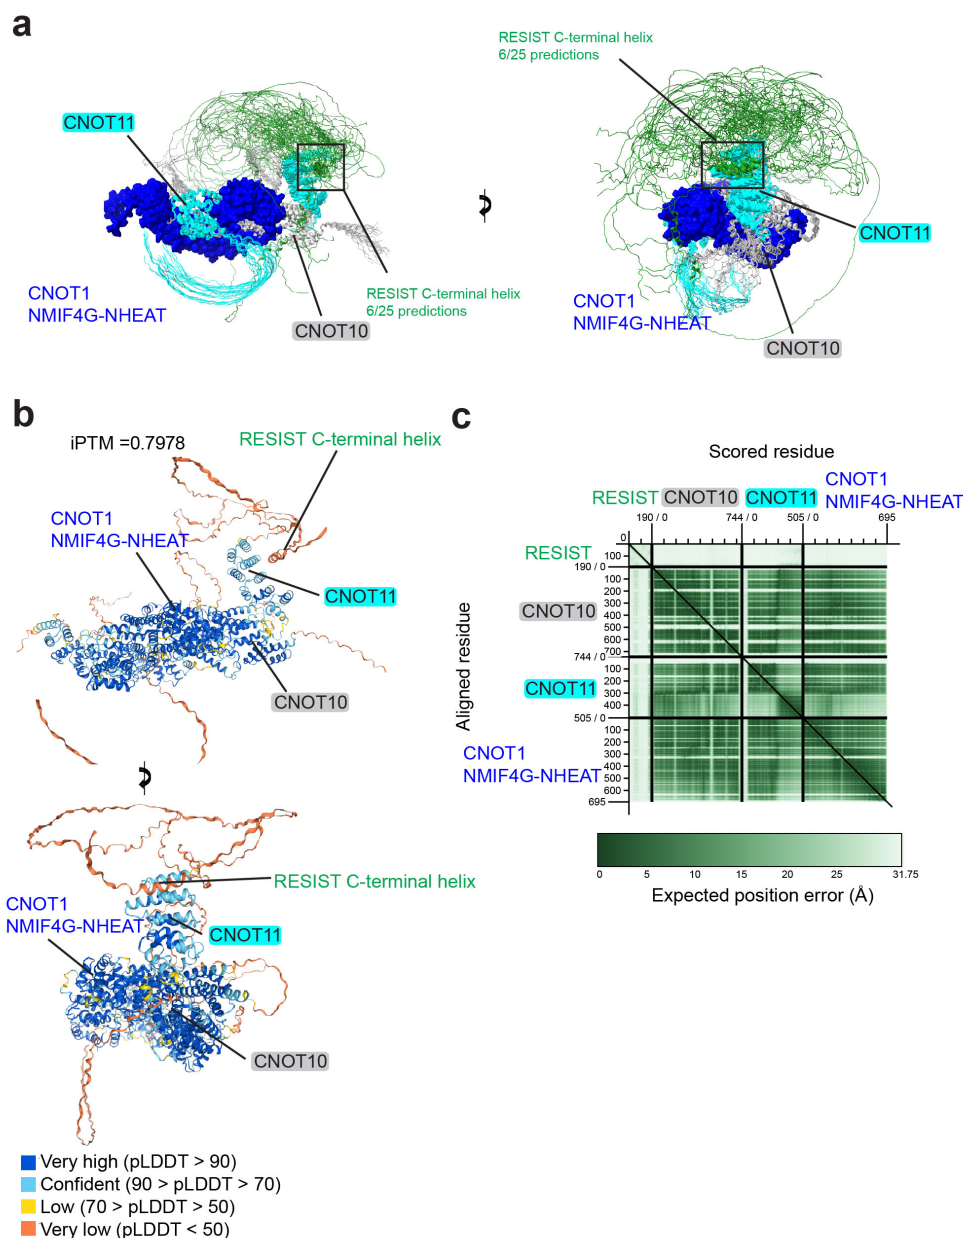 a
RESIST C-terminal helix
6/25 predictions
CNOT11
CNOT11
CNOT1
NMIF4G-NHEAT
RESIST C-terminal helix
6/25 predictions
CNOT10
CNOT1
NMIF4G-NHEAT
CNOT10
b
iPTM =0.7978
RESIST C-terminal helix
CNOT1
NMIF4G-NHEAT
CNOT11
CNOT10
RESIST C-terminal helix
CNOT1
NMIF4G-NHEAT
CNOT11
CNOT10
Very high (pLDDT > 90)
Confident (90 > pLDDT > 70)
Low (70 > pLDDT > 50)
Very low (pLDDT < 50)
c
Scored residue
RESIST CNOT10 CNOT11 CNOT1
NMIF4G-NHEAT
190 / 0 744 / 0 505 / 0 695
Aligned residue
RESIST
CNOT10
CNOT11
CNOT1
NMIF4G-NHEAT
0
100
190 / 0
100
200
300
400
500
600
700
744 / 0
100
200
300
400
505 / 0
100
200
300
400
500
600
695
0 5 10 15 20 25 31.75
Expected position error (Å)